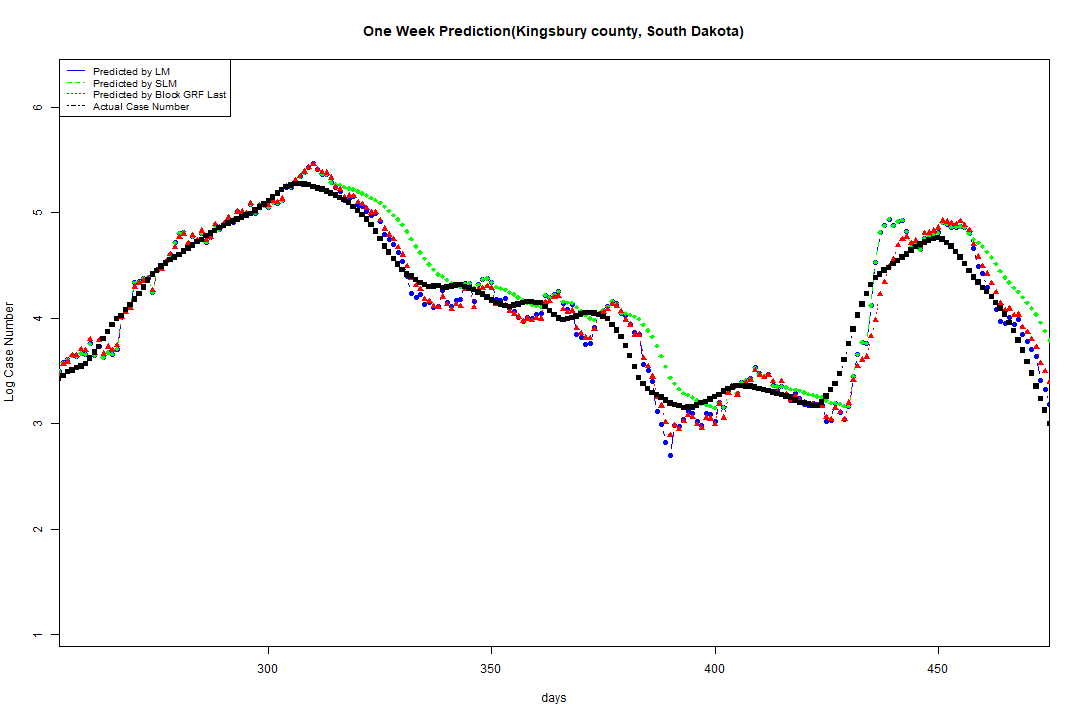 One Week Prediction(Kingsbury county, South Dakota)
Predicted by LM
Predicted by SLM
Predicted by Block GRF Last
Actual Case Number
6
5
4
3
2
1
Log Case Number
300 350 400 450
days